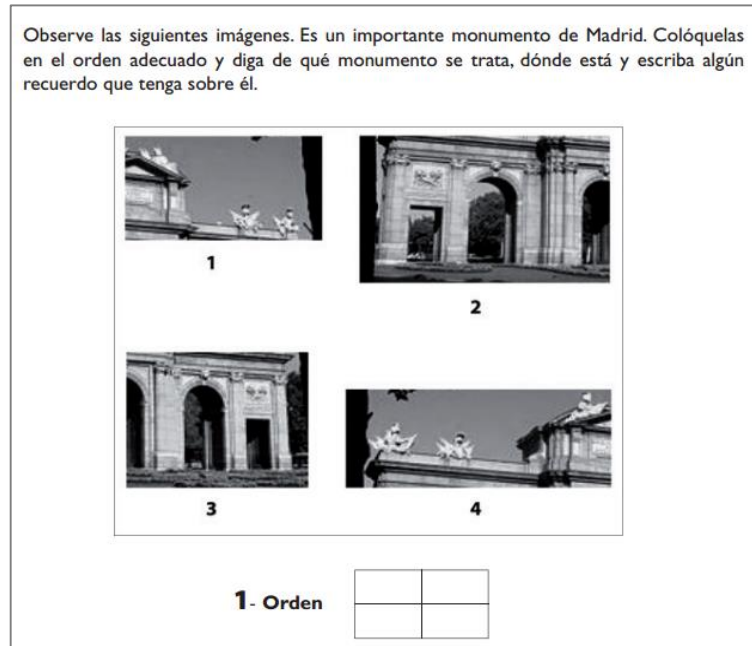 Observe las siguientes imágenes. Es un importante monumento de Madrid. Colóquelas
en el orden adecuado y diga de qué monumento se trata, dónde está y escriba algún
recuerdo que tenga sobre él.
1
2
3
4
1- Orden